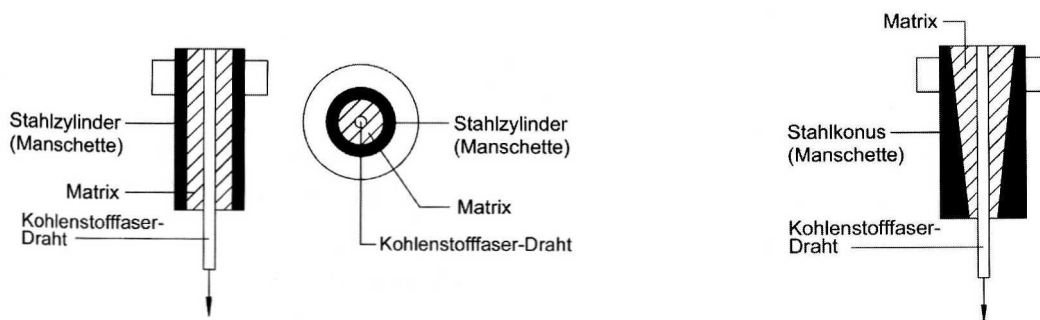 Stahlzylinder
(Manschette)
Matrix
Kohlenstofffaser-
Draht
Stahlzylinder
(Manschette)
Matrix
Kohlenstofffaser-Draht
Matrix
Stahlkonus
(Manschette)
Kohlenstofffaser-
Draht